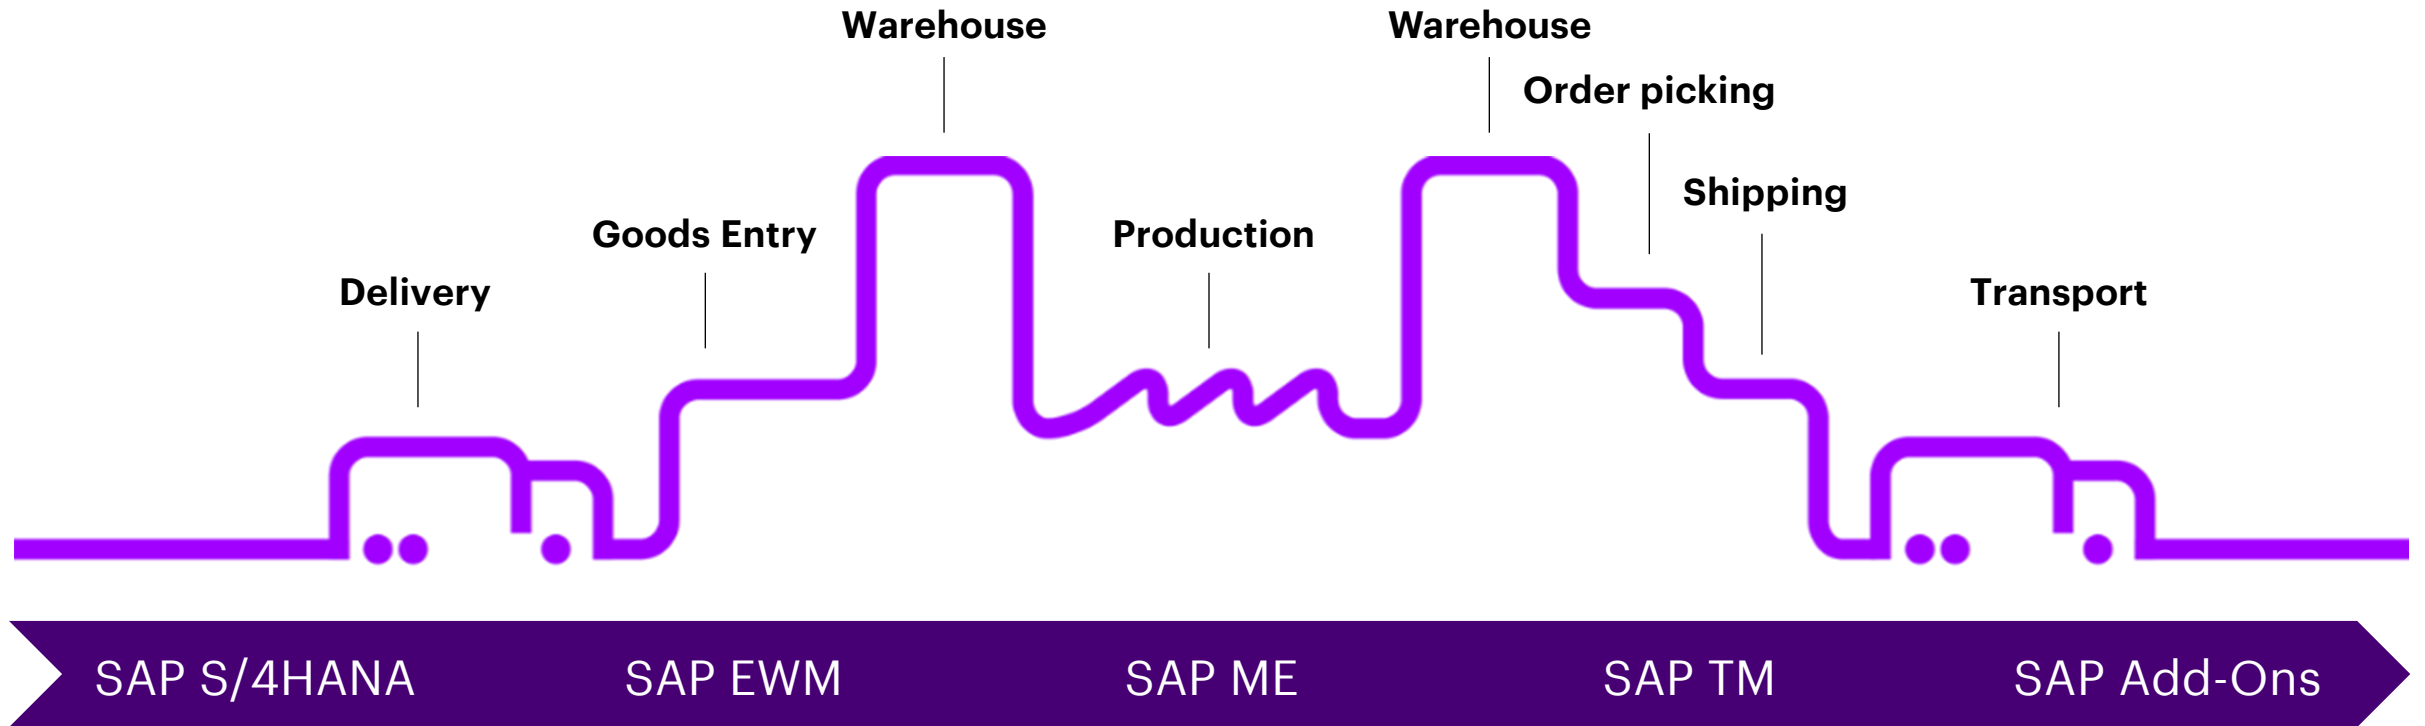 Warehouse
Warehouse
Order picking
Shipping
Goods Entry
Production
Delivery
Transport
SAP S/4HANA
SAP EWM
SAP ME
SAP TM
SAP Add-Ons